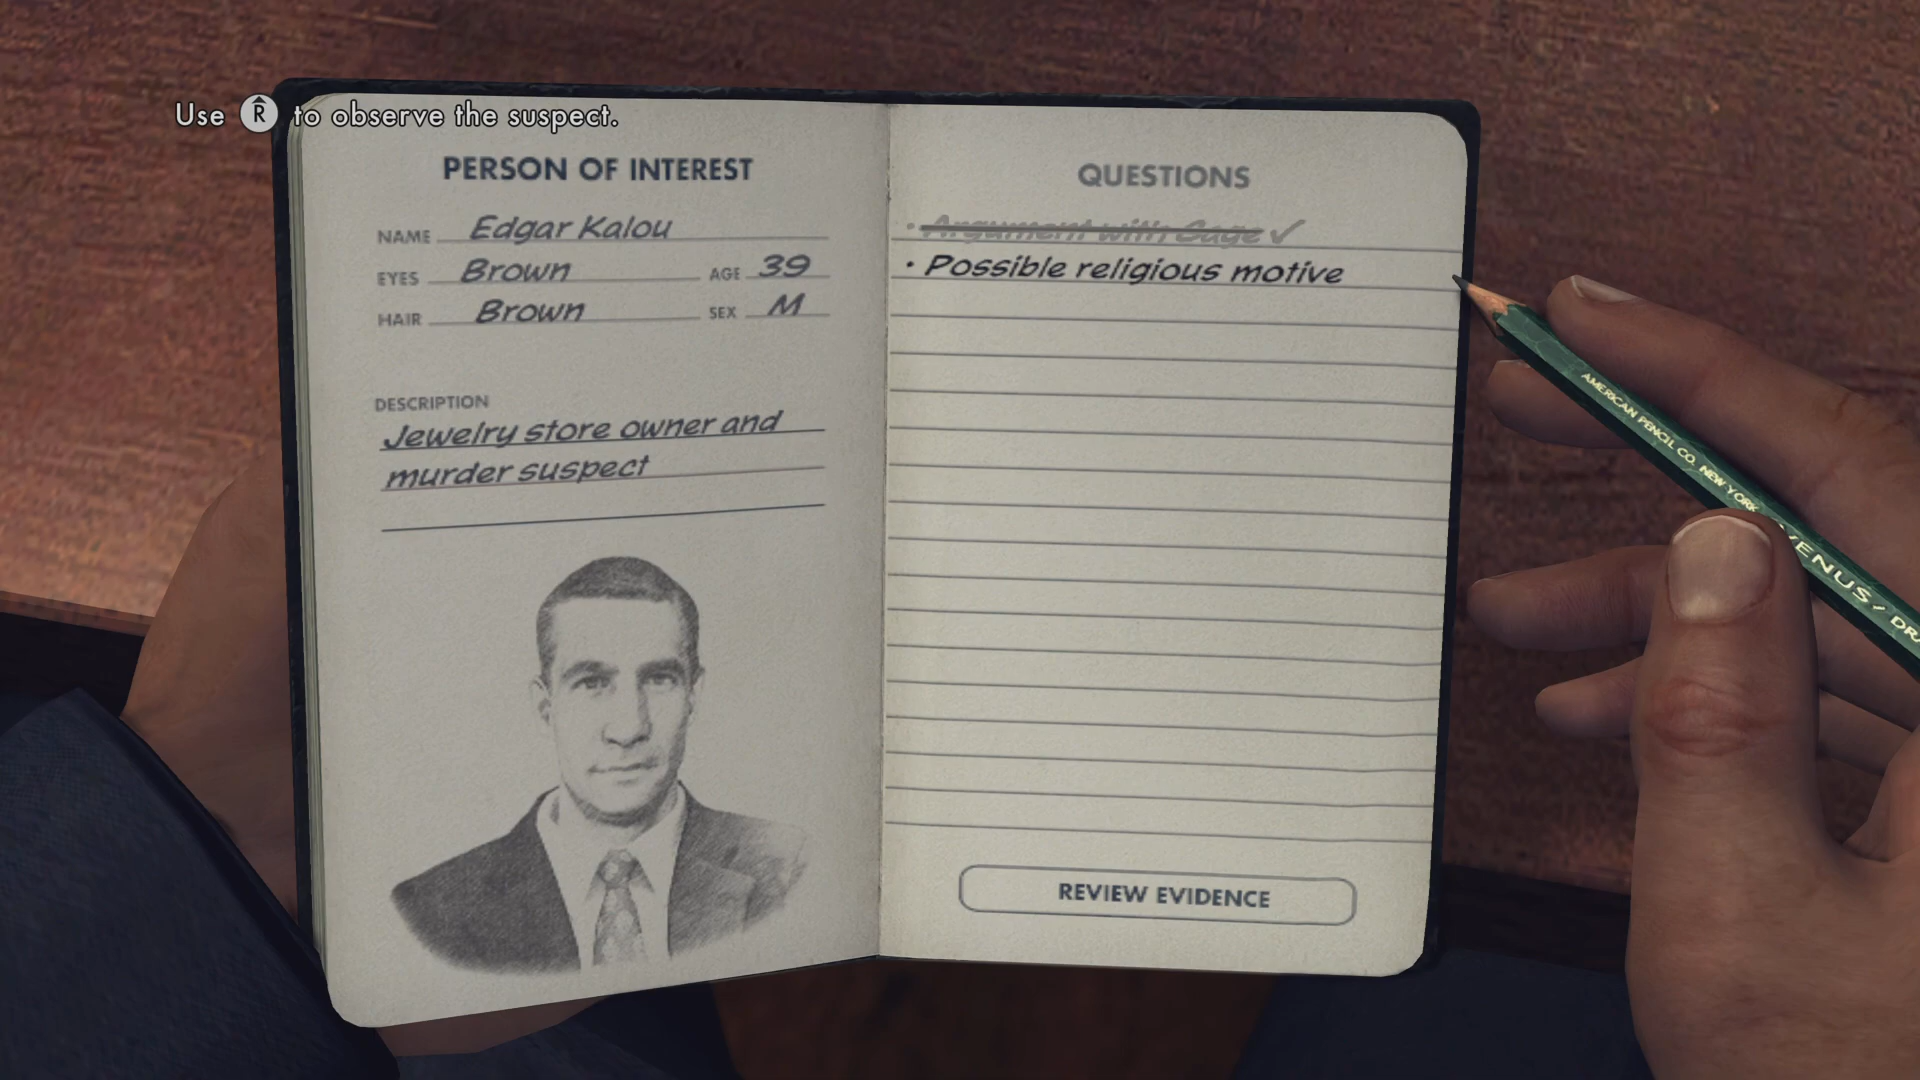 Use R to observe the suspect.
PERSON OF INTEREST
NAME Edgar Kalou
EYES Brown AGE 39
HAIR Brown SEX M
DESCRIPTION
Jewelry store owner and
murder suspect
QUESTIONS
· Argument with Gage ✓
· Possible religious motive
REVIEW EVIDENCE
AMERICAN PENCIL CO. NEW YORK VENUS/ DRA